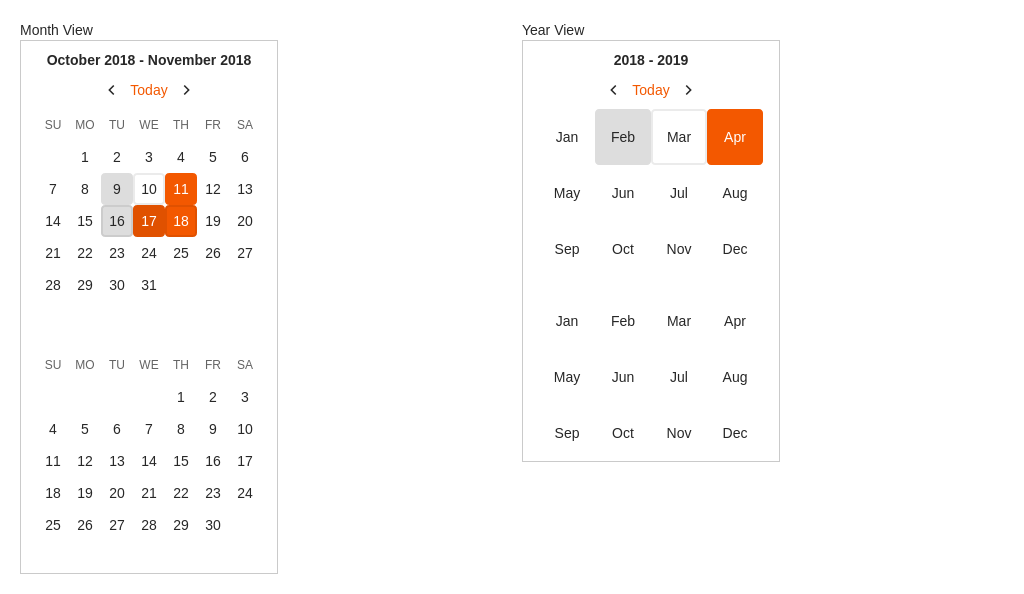 Month View
October 2018 - November 2018
Today
SU MO TU WE TH FR SA
1 2 3 4 5 6
7 8 9 10 11 12 13
14 15 16 17 18 19 20
21 22 23 24 25 26 27
28 29 30 31
SU MO TU WE TH FR SA
1 2 3
4 5 6 7 8 9 10
11 12 13 14 15 16 17
18 19 20 21 22 23 24
25 26 27 28 29 30
Year View
2018 - 2019
Today
Jan Feb Mar Apr
May Jun Jul Aug
Sep Oct Nov Dec
Jan Feb Mar Apr
May Jun Jul Aug
Sep Oct Nov Dec